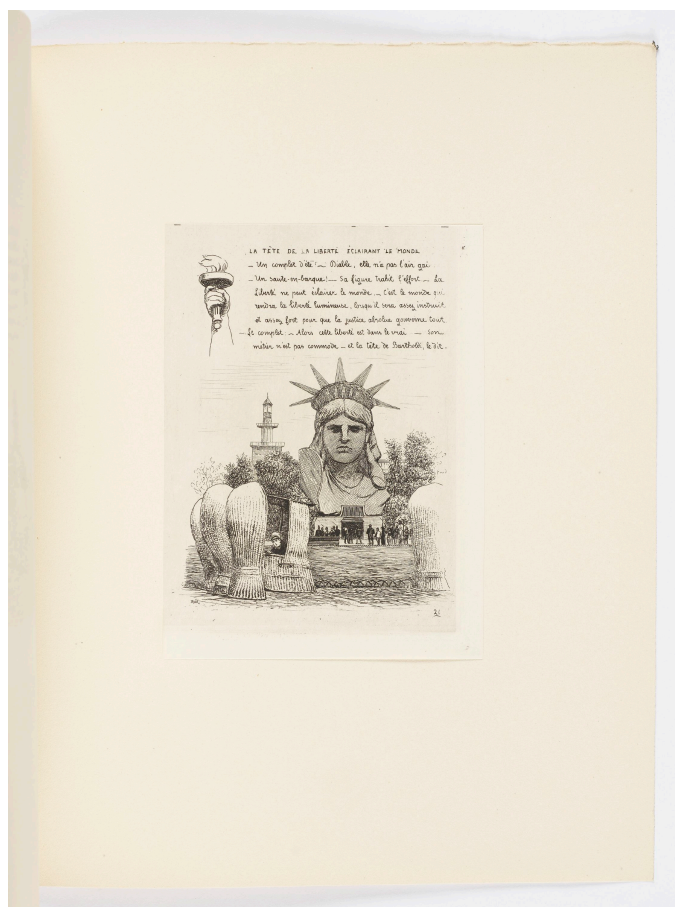 LA TÊTE DE LA LIBERTÉ ÉCLAIRANT LE MONDE
_ Un complet d'été ! _ Diable, elle n'a pas l'air gai
_ Un saute-en-barque ! _ Sa figure trahit l'effort _ La
Liberté ne peut éclairer le monde _ C'est le monde qui
rendra la liberté lumineuse, lorsqu'il sera assez instruit
et assez fort pour que la justice absolue gouverne tout.
_ Le complet _ Alors cette liberté est dans le vrai _ Son
métier n'est pas commode _ et la tête de Bartholdi, le dit.